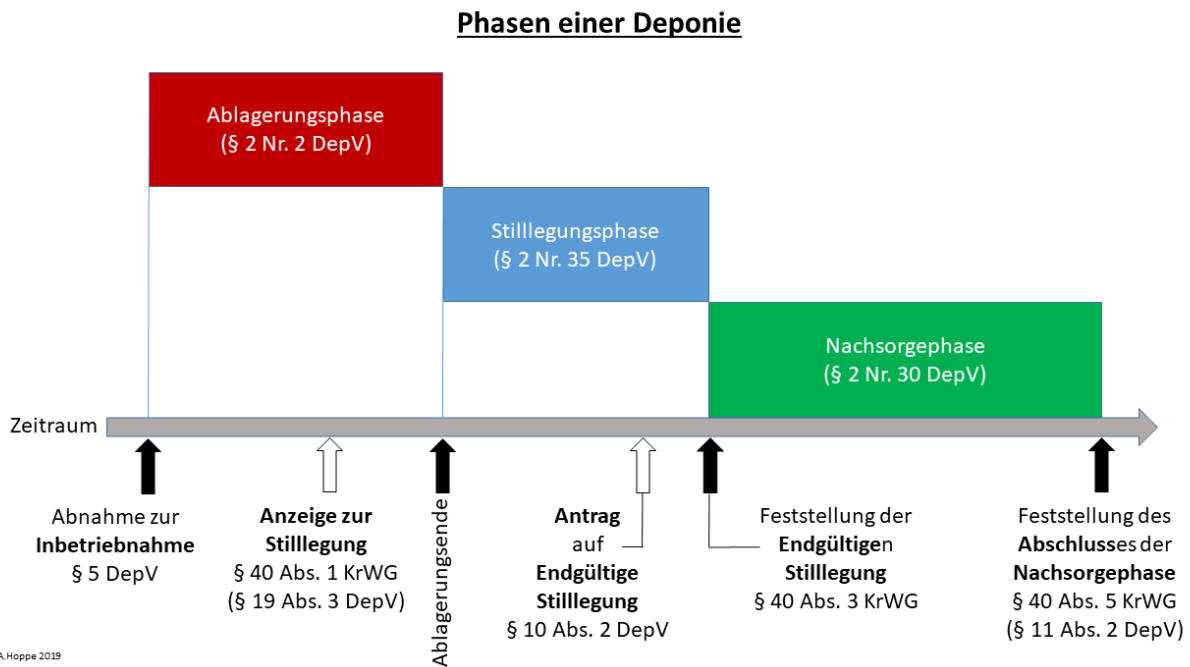 Phasen einer Deponie
Ablagerungsphase
(§ 2 Nr. 2 DepV)
Stilllegungsphase
(§ 2 Nr. 35 DepV)
Nachsorgephase
(§ 2 Nr. 30 DepV)
Zeitraum
Abnahme zur
Inbetriebnahme
§ 5 DepV
Anzeige zur
Stilllegung
§ 40 Abs. 1 KrWG
(§ 19 Abs. 3 DepV)
Ablagerungsende
Antrag
auf
Endgültige
Stilllegung
§ 10 Abs. 2 DepV
Feststellung der
Endgültigen
Stilllegung
§ 40 Abs. 3 KrWG
Feststellung des
Abschlusses der
Nachsorgephase
§ 40 Abs. 5 KrWG
(§ 11 Abs. 2 DepV)
A.Hoppe 2019